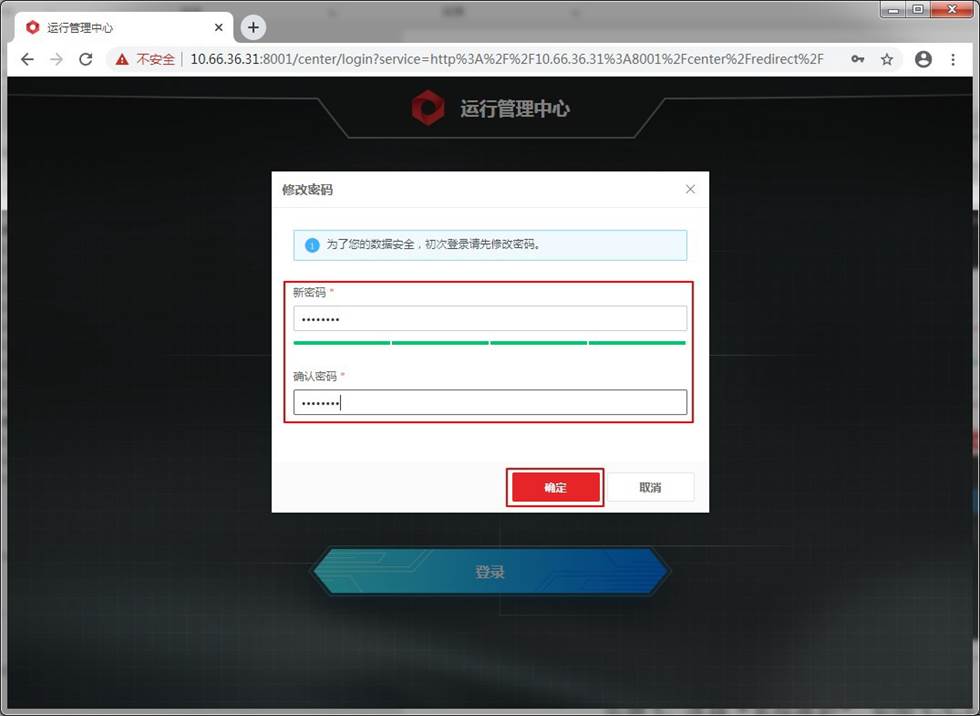 运行管理中心
不安全
10.66.36.31:8001/center/login?service=http%3A%2F%2F10.66.36.31%3A8001%2Fcenter%2Fredirect%2F
运行管理中心
修改密码
为了您的数据安全，初次登录请先修改密码。
新密码 *
••••••••
确认密码 *
••••••••
确定 取消
登录